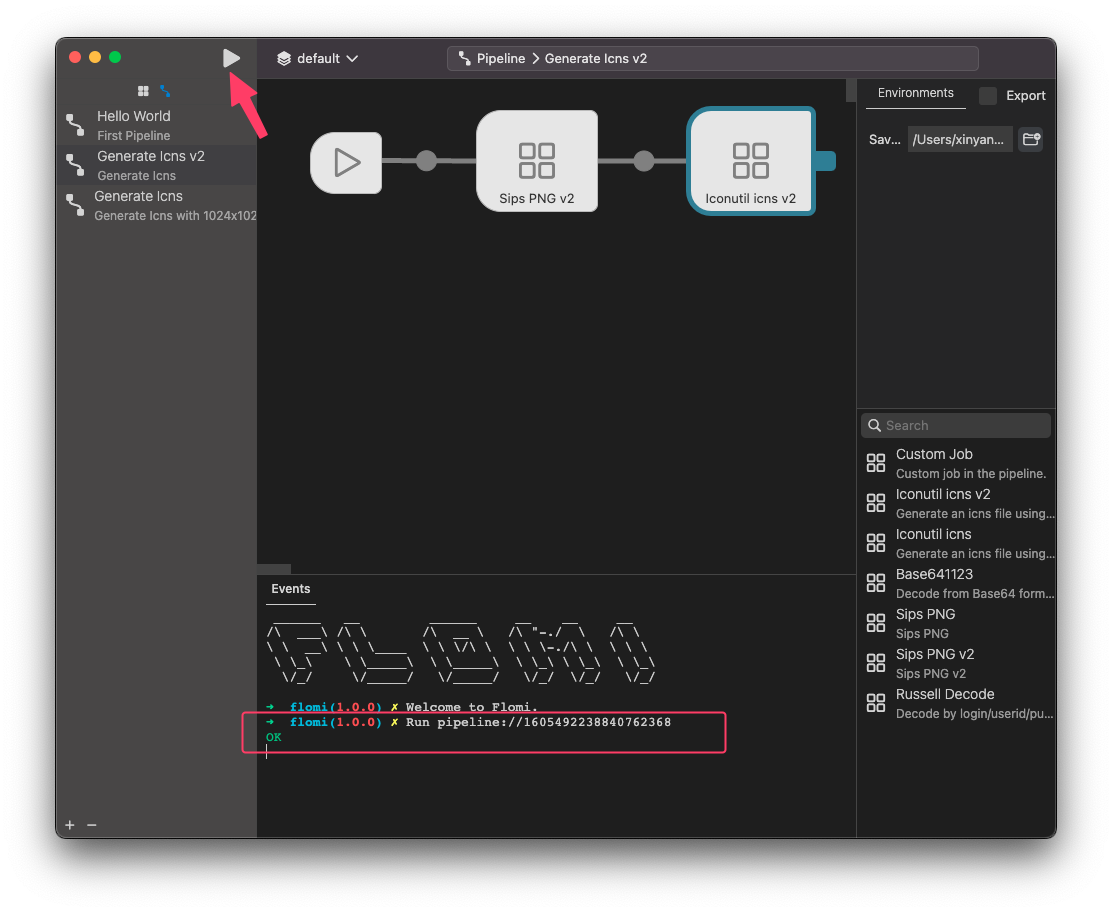 default
Pipeline > Generate Icns v2
Hello World
First Pipeline
Generate Icns v2
Generate Icns
Generate Icns
Generate Icns with 1024x102
Sips PNG v2
Iconutil icns v2
Environments
Export
Sav...
/Users/xinyan...
Search
Custom Job
Custom job in the pipeline.
Iconutil icns v2
Generate an icns file using...
Iconutil icns
Generate an icns file using...
Base641123
Decode from Base64 form...
Sips PNG
Sips PNG
Sips PNG v2
Sips PNG v2
Russell Decode
Decode by login/userid/pu...
Events
FLOMI
➜ flomi(1.0.0) ✗ Welcome to Flomi.
➜ flomi(1.0.0) ✗ Run pipeline://1605492238840762368
OK
+ −